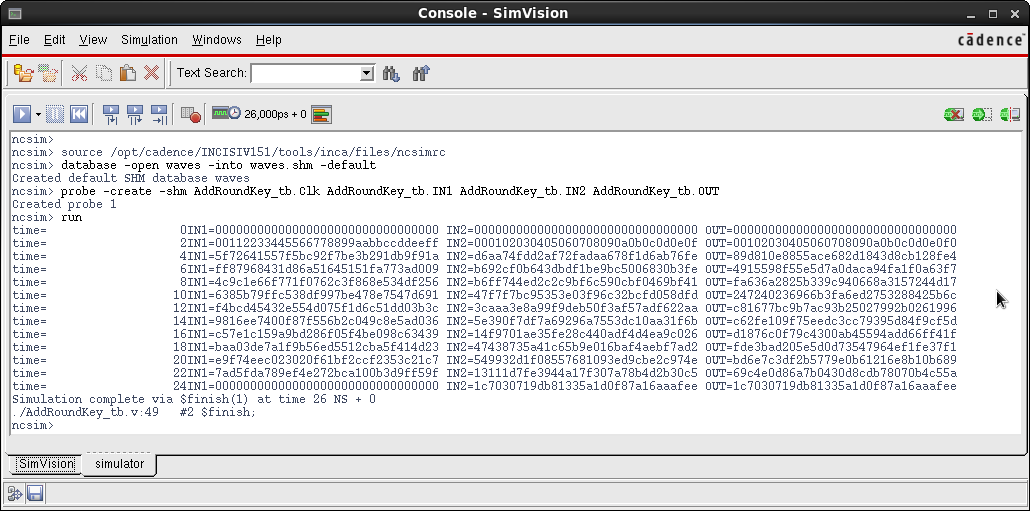 Console - SimVision
File Edit View Simulation Windows Help
cādence
Text Search:
26,000ps + 0
ncsim>
ncsim> source /opt/cadence/INCISIV151/tools/inca/files/ncsimrc
ncsim> database -open waves -into waves.shm -default
Created default SHM database waves
ncsim> probe -create -shm AddRoundKey_tb.Clk AddRoundKey_tb.IN1 AddRoundKey_tb.IN2 AddRoundKey_tb.OUT
Created probe 1
ncsim> run
time= 0IN1=00000000000000000000000000000000 IN2=00000000000000000000000000000000 OUT=00000000000000000000000000000000
time= 2IN1=00112233445566778899aabbccddeeff IN2=000102030405060708090a0b0c0d0e0f OUT=00102030405060708090a0b0c0d0e0f0
time= 4IN1=5f72641557f5bc92f7be3b291db9f91a IN2=d6aa74fdd2af72fadaa678f1d6ab76fe OUT=89d810e8855ace682d1843d8cb128fe4
time= 6IN1=ff87968431d86a51645151fa773ad009 IN2=b692cf0b643dbdf1be9bc5006830b3fe OUT=4915598f55e5d7a0daca94fa1f0a63f7
time= 8IN1=4c9c1e66f771f0762c3f868e534df256 IN2=b6ff744ed2c2c9bf6c590cbf0469bf41 OUT=fa636a2825b339c940668a3157244d17
time= 10IN1=6385b79ffc538df997be478e7547d691 IN2=47f7f7bc95353e03f96c32bcfd058dfd OUT=247240236966b3fa6ed2753288425b6c
time= 12IN1=f4bcd45432e554d075f1d6c51dd03b3c IN2=3caaa3e8a99f9deb50f3af57adf622aa OUT=c81677bc9b7ac93b25027992b0261996
time= 14IN1=9816ee7400f87f556b2c049c8e5ad036 IN2=5e390f7df7a69296a7553dc10aa31f6b OUT=c62fe109f75eedc3cc79395d84f9cf5d
time= 16IN1=c57e1c159a9bd286f05f4be098c63439 IN2=14f9701ae35fe28c440adf4d4ea9c026 OUT=d1876c0f79c4300ab45594add66ff41f
time= 18IN1=baa03de7a1f9b56ed5512cba5f414d23 IN2=47438735a41c65b9e016baf4aebf7ad2 OUT=fde3bad205e5d0d73547964ef1fe37f1
time= 20IN1=e9f74eec023020f61bf2ccf2353c21c7 IN2=549932d1f08557681093ed9cbe2c974e OUT=bd6e7c3df2b5779e0b61216e8b10b689
time= 22IN1=7ad5fda789ef4e272bca100b3d9ff59f IN2=13111d7fe3944a17f307a78b4d2b30c5 OUT=69c4e0d86a7b0430d8cdb78070b4c55a
time= 24IN1=00000000000000000000000000000000 IN2=1c7030719db81335a1d0f87a16aaafee OUT=1c7030719db81335a1d0f87a16aaafee
Simulation complete via $finish(1) at time 26 NS + 0
./AddRoundKey_tb.v:49 #2 $finish;
ncsim>
SimVision simulator